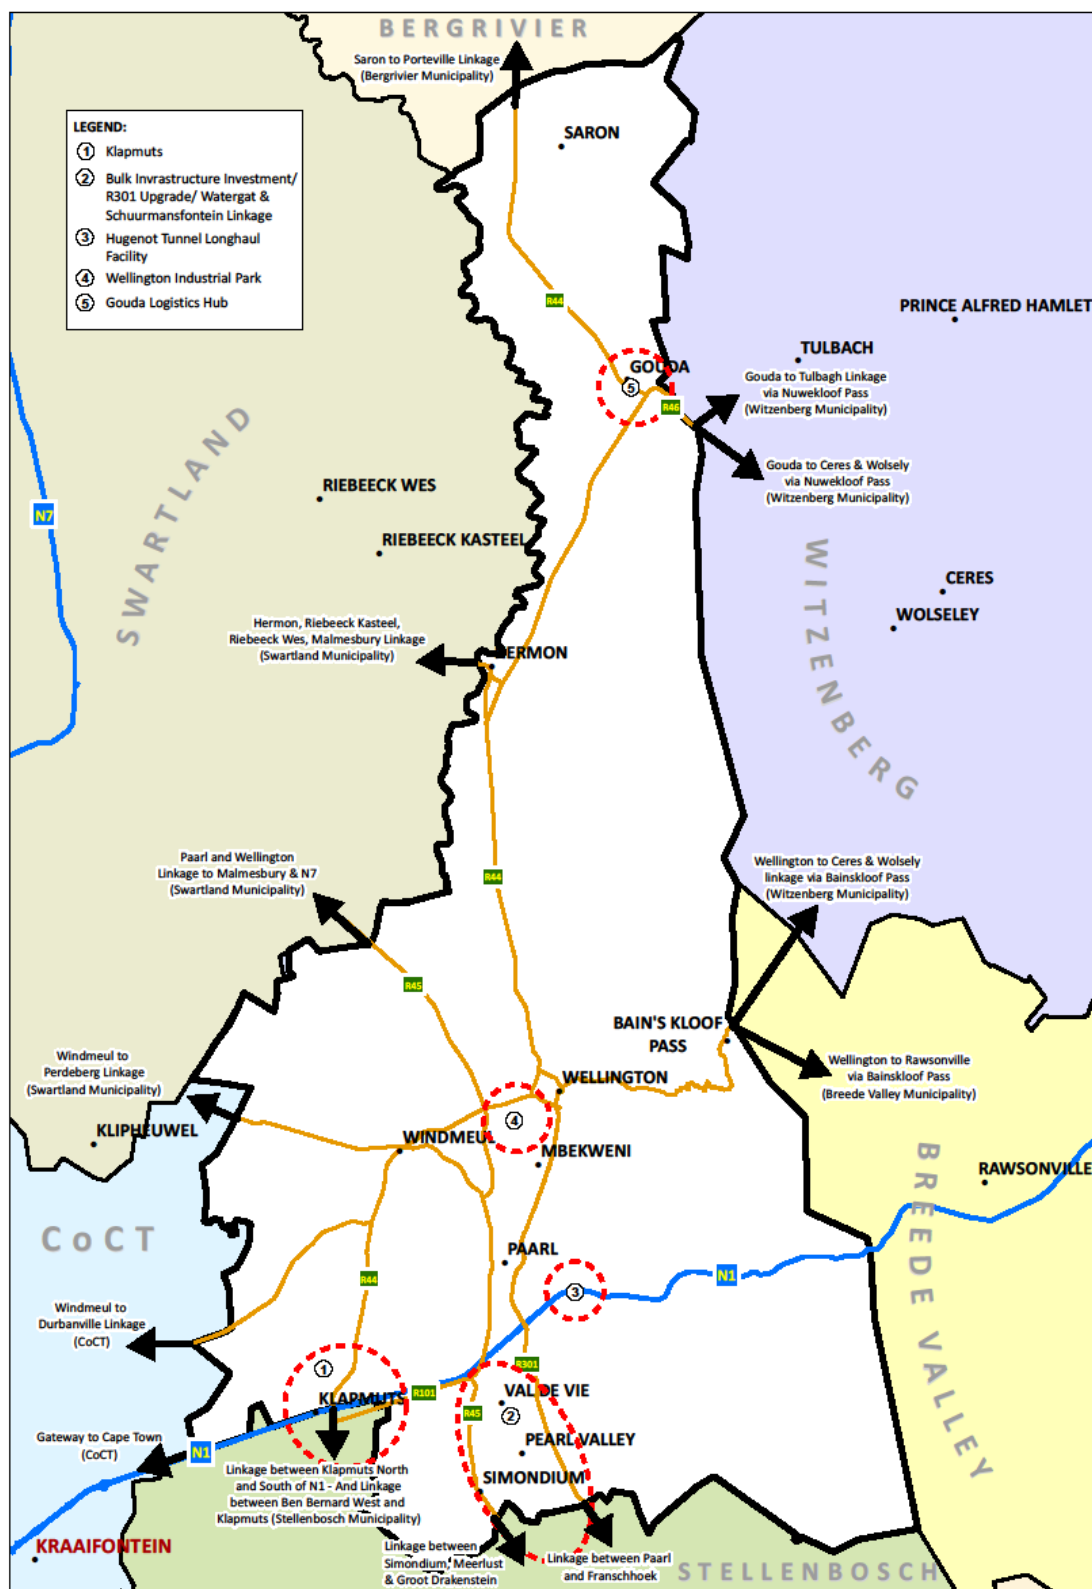 BERGRIVIER
Saron to Porteville Linkage
(Bergrivier Municipality)
LEGEND:
1 Klapmuts
2 Bulk Invrastructure Investment/
R301 Upgrade/ Watergat &
Schuurmansfontein Linkage
3 Hugenot Tunnel Longhaul
Facility
4 Wellington Industrial Park
5 Gouda Logistics Hub
SARON
R44
PRINCE ALFRED HAMLET
TULBACH
GOUDA
5
R46
Gouda to Tulbagh Linkage
via Nuwekloof Pass
(Witzenberg Municipality)
Gouda to Ceres & Wolsely
via Nuwekloof Pass
(Witzenberg Municipality)
SWARTLAND
N7
RIEBEECK WES
RIEBEECK KASTEEL
WITZENBERG
CERES
WOLSELEY
Hermon, Riebeeck Kasteel,
Riebeeck Wes, Malmesbury Linkage
(Swartland Municipality)
HERMON
Paarl and Wellington
Linkage to Malmesbury & N7
(Swartland Municipality)
R44
Wellington to Ceres & Wolsely
linkage via Bainskloof Pass
(Witzenberg Municipality)
R45
BAIN'S KLOOF
PASS
Windmeul to
Perdeberg Linkage
(Swartland Municipality)
WELLINGTON
Wellington to Rawsonville
via Bainskloof Pass
(Breede Valley Municipality)
KLIPHEUWEL
4
WINDMEUL
MBEKWENI
RAWSONVILLE
BREEDE VALLEY
CoCT
PAARL
R44
3
N1
Windmeul to
Durbanville Linkage
(CoCT)
1
R301
KLAPMUTS
R101
VAL DE VIE
R45
2
Gateway to Cape Town
(CoCT)
N1
PEARL VALLEY
SIMONDIUM
Linkage between Klapmuts North
and South of N1 - And Linkage
between Ben Bernard West and
Klapmuts (Stellenbosch Municipality)
KRAAIFONTEIN
Linkage between
Simondium, Meerlust
& Groot Drakenstein
Linkage between Paarl
and Franschhoek
STELLENBOSCH